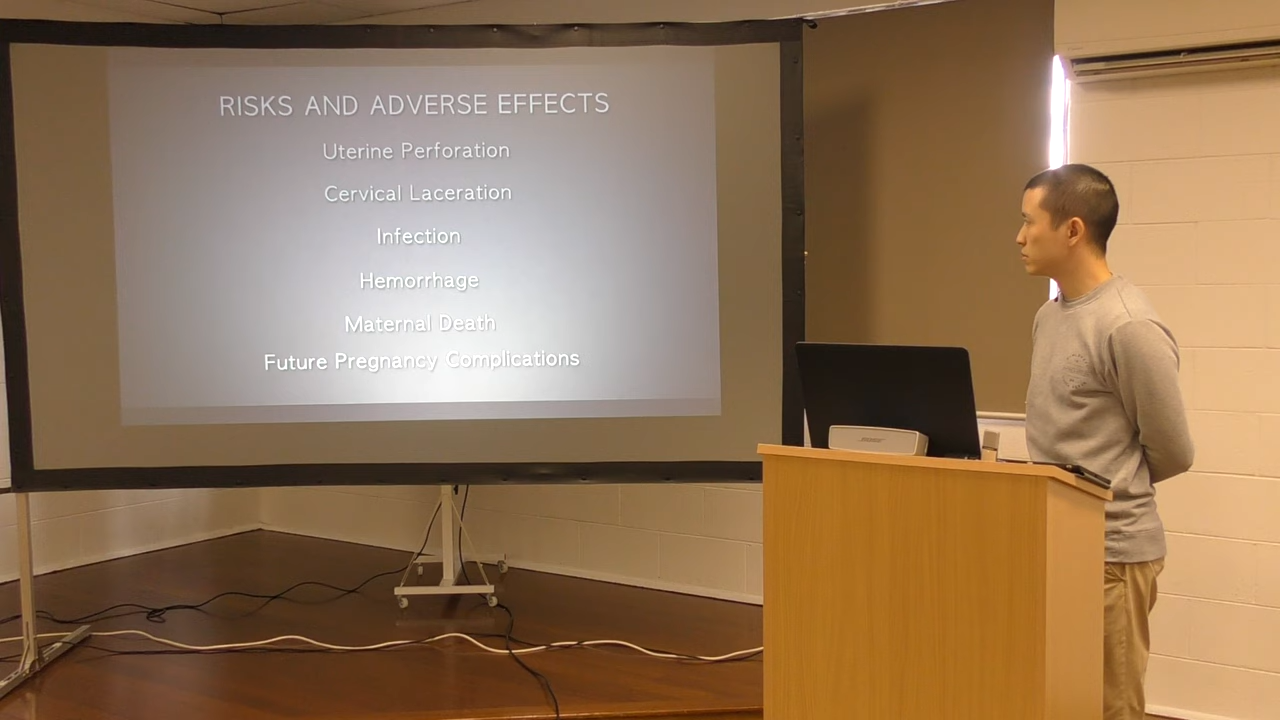 RISKS AND ADVERSE EFFECTS
Uterine Perforation
Cervical Laceration
Infection
Hemorrhage
Maternal Death
Future Pregnancy Complications